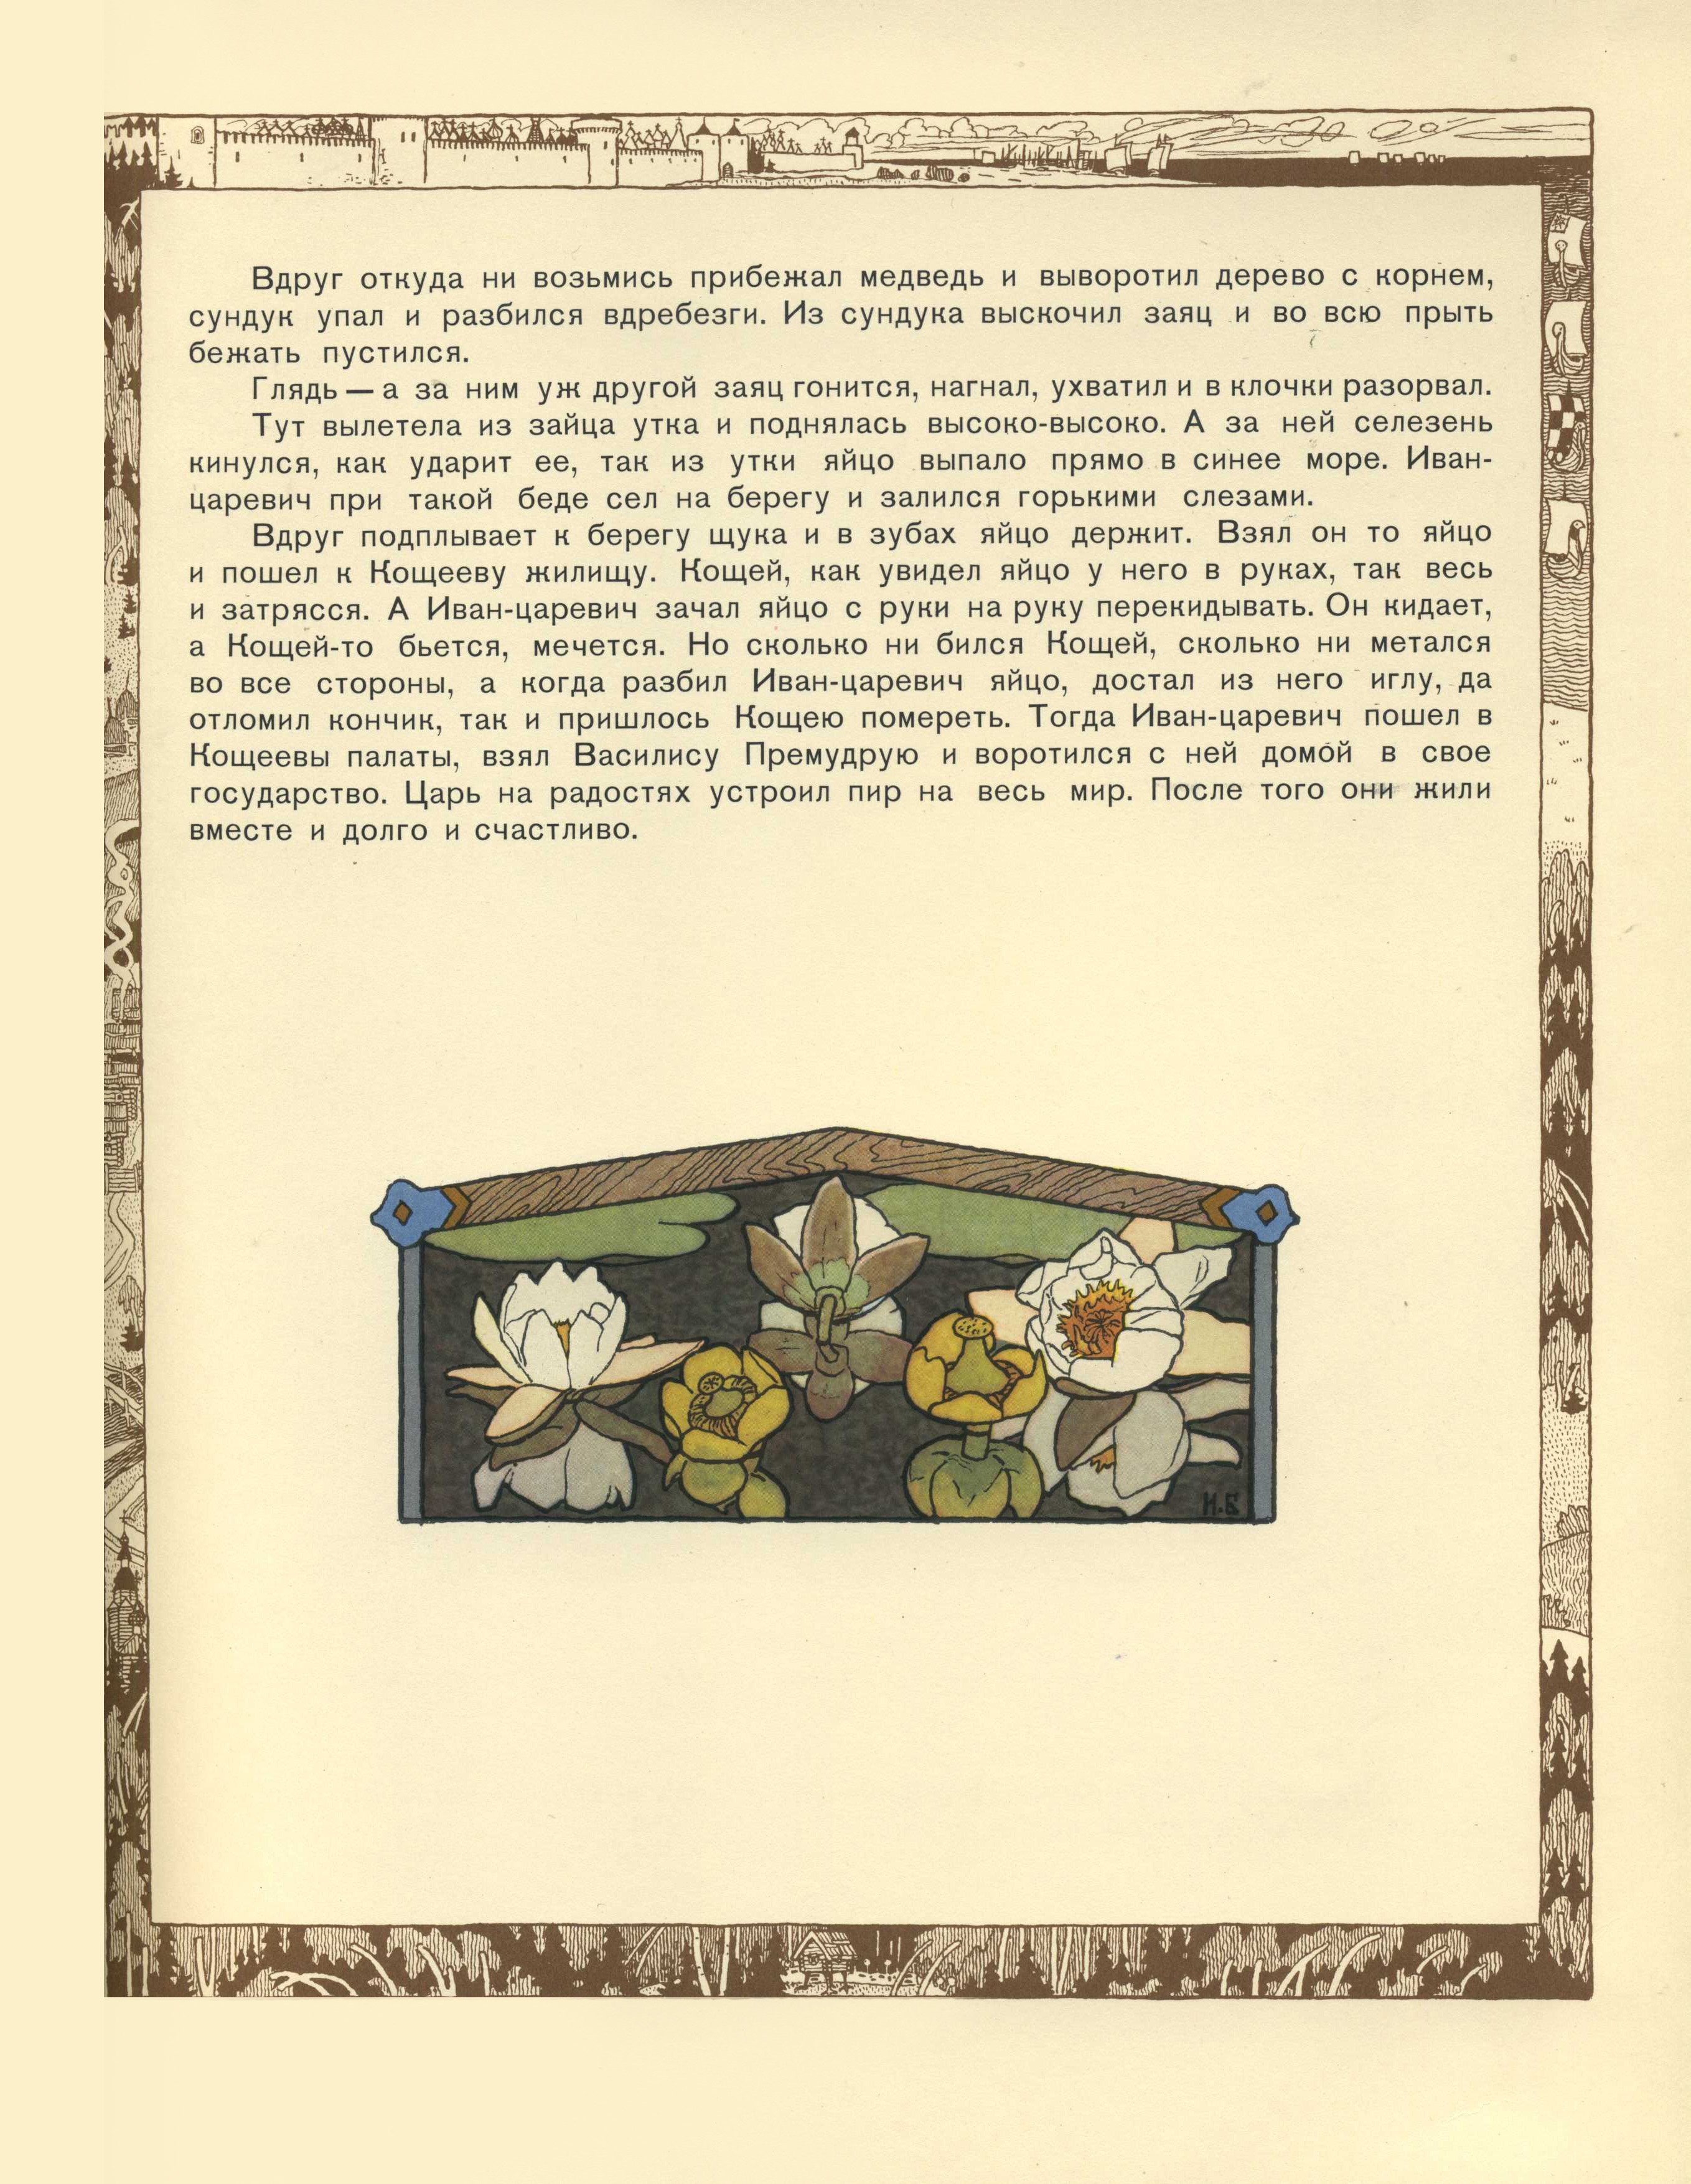 Вдруг откуда ни возьмись прибежал медведь и выворотил дерево с корнем,
сундук упал и разбился вдребезги. Из сундука выскочил заяц и во всю прыть
бежать пустился.
Глядь — а за ним уж другой заяц гонится, нагнал, ухватил и в клочки разорвал.
Тут вылетела из зайца утка и поднялась высоко-высоко. А за ней селезень
кинулся, как ударит ее, так из утки яйцо выпало прямо в синее море. Иван-
царевич при такой беде сел на берегу и залился горькими слезами.
Вдруг подплывает к берегу щука и в зубах яйцо держит. Взял он то яйцо
и пошел к Кощееву жилищу. Кощей, как увидел яйцо у него в руках, так весь
и затрясся. А Иван-царевич зачал яйцо с руки на руку перекидывать. Он кидает,
а Кощей-то бьется, мечется. Но сколько ни бился Кощей, сколько ни метался
во все стороны, а когда разбил Иван-царевич яйцо, достал из него иглу, да
отломил кончик, так и пришлось Кощею помереть. Тогда Иван-царевич пошел в
Кощеевы палаты, взял Василису Премудрую и воротился с ней домой в свое
государство. Царь на радостях устроил пир на весь мир. После того они жили
вместе и долго и счастливо.
И.Б